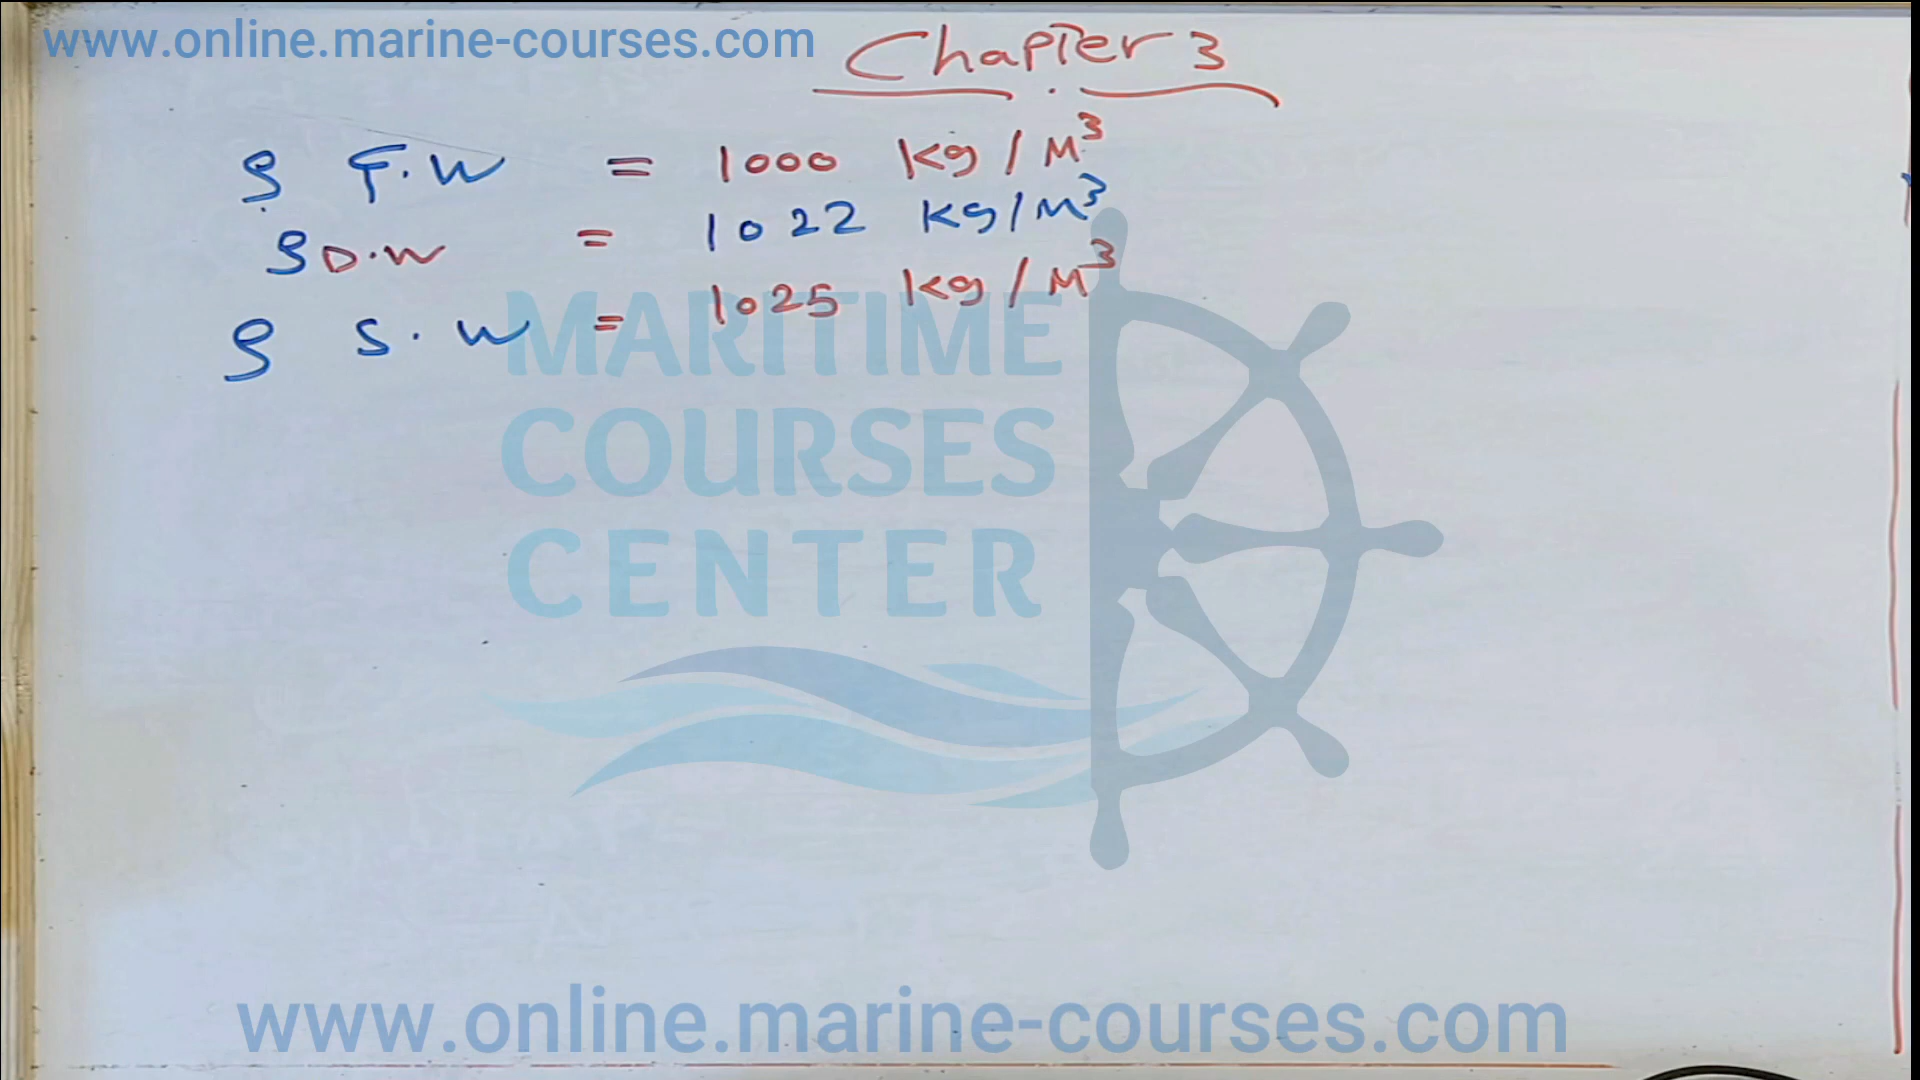 www.online.marine-courses.com
Chapter 3
ρ F.W = 1000 kg/M³
ρ D.W = 1022 kg/M³
ρ S.W = 1025 kg/M³
MARITIME
COURSES
CENTER
www.online.marine-courses.com